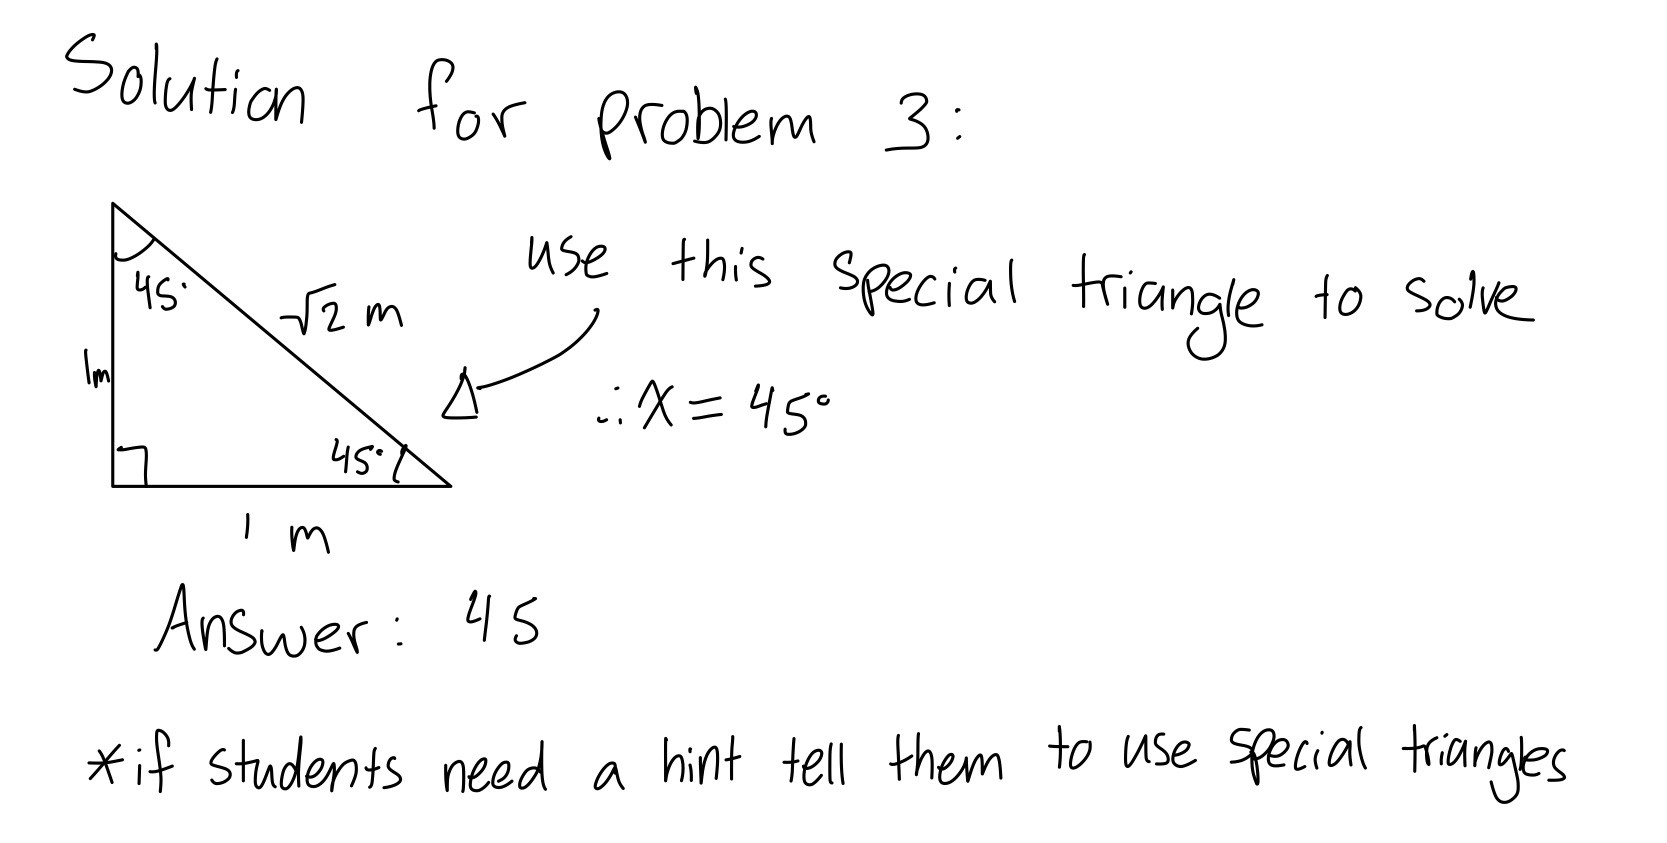 Solution for problem 3:
use this special triangle to solve
45°
√2 m
1m
Δ
∴ x = 45°
45°
1 m
Answer: 45
*if students need a hint tell them to use special triangles